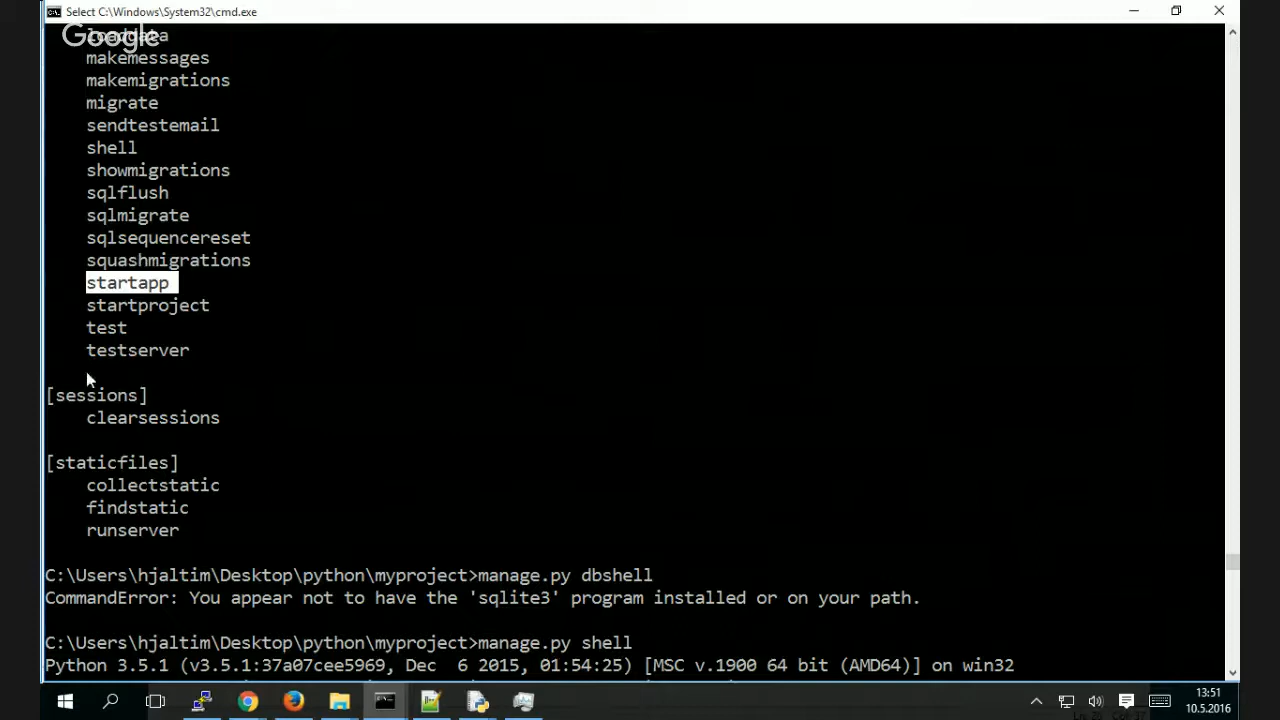 Select C:\Windows\System32\cmd.exe
Google
loaddata
makemessages
makemigrations
migrate
sendtestemail
shell
showmigrations
sqlflush
sqlmigrate
sqlsequencereset
squashmigrations
startapp
startproject
test
testserver
[sessions]
clearsessions
[staticfiles]
collectstatic
findstatic
runserver
C:\Users\hjaltim\Desktop\python\myproject>manage.py dbshell
CommandError: You appear not to have the 'sqlite3' program installed or on your path.
C:\Users\hjaltim\Desktop\python\myproject>manage.py shell
Python 3.5.1 (v3.5.1:37a07cee5969, Dec  6 2015, 01:54:25) [MSC v.1900 64 bit (AMD64)] on win32
13:51
10.5.2016